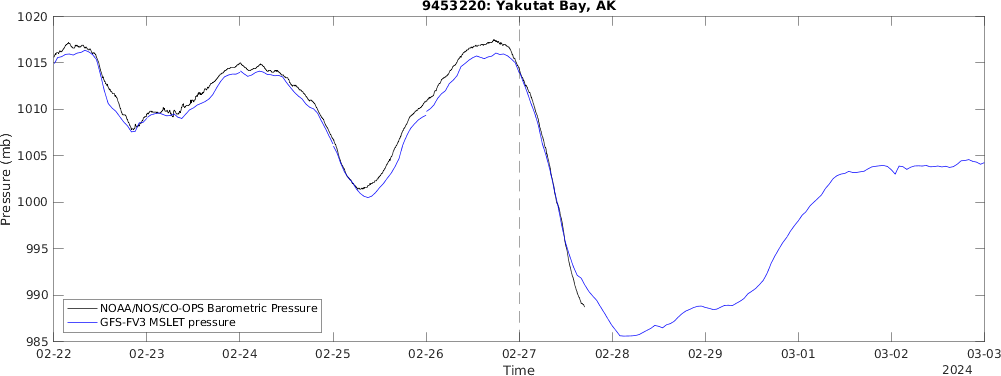 9453220: Yakutat Bay, AK
1020
1015
1010
1005
1000
995
990
985
Pressure (mb)
NOAA/NOS/CO-OPS Barometric Pressure
GFS-FV3 MSLET pressure
02-22 02-23 02-24 02-25 02-26 02-27 02-28 02-29 03-01 03-02 03-03
Time
2024